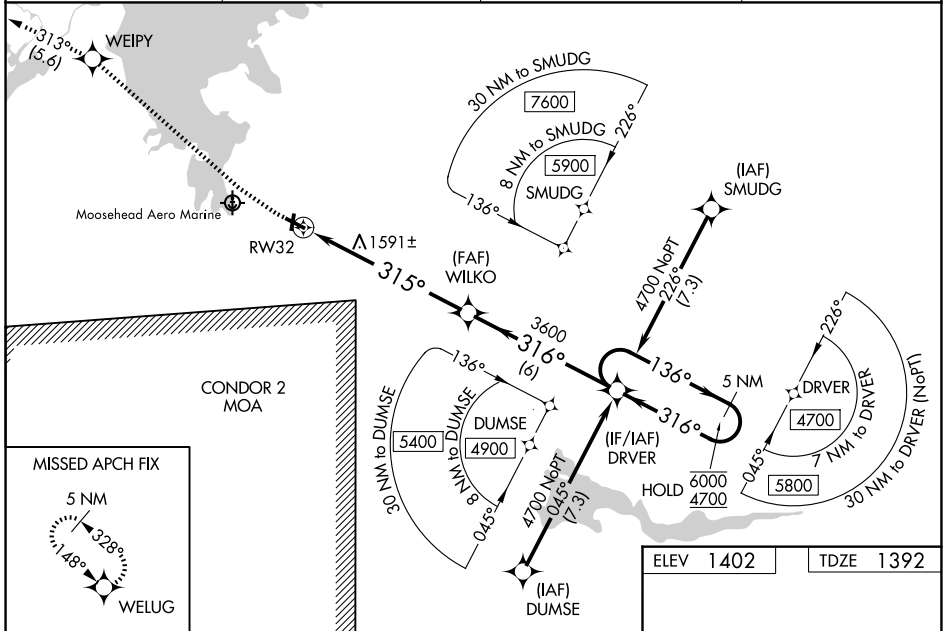 313°
(5.6)
WEIPY
Moosehead Aero Marine
RW32
1591±
315°
(FAF)
WILKO
3600
316°
(6)
30 NM to SMUDG
7600
8 NM to SMUDG
5900
SMUDG
226°
136°
(IAF)
SMUDG
4700 NoPT
226°
(7.3)
136°
5 NM
316°
(IF/IAF)
DRVER
HOLD
6000
4700
226°
DRVER
4700
7 NM to DRVER
045°
5800
30 NM to DRVER (NoPT)
CONDOR 2
MOA
136°
30 NM to DUMSE
5400
8 NM to DUMSE
DUMSE
4900
045°
4700 NoPT
045°
(7.3)
(IAF)
DUMSE
MISSED APCH FIX
5 NM
328°
148°
WELUG
ELEV 1402
TDZE 1392